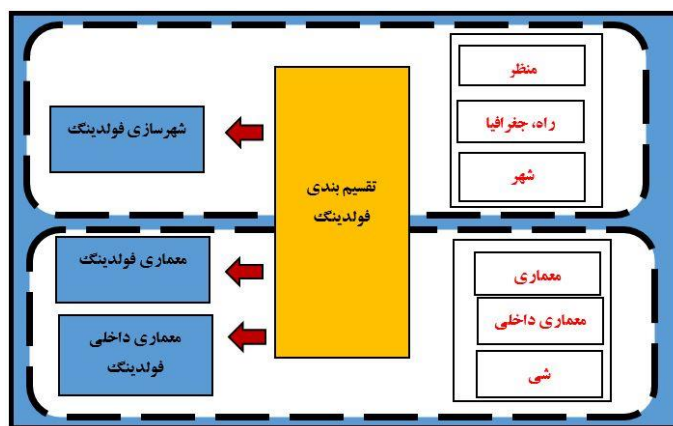 منظر
راه، جغرافیا
شهر
تقسیم بندی
فولدینگ
شهرسازی فولدینگ
معماری
معماری داخلی
شی
معماری فولدینگ
معماری داخلی
فولدینگ